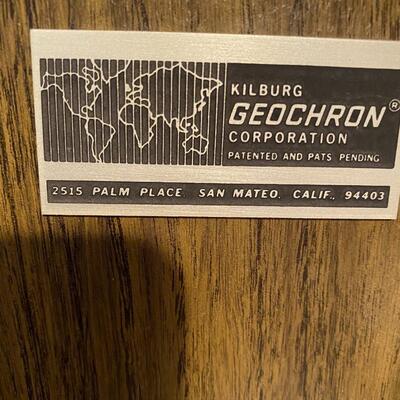 KILBURG
GEOCHRON®
CORPORATION
PATENTED AND PATS PENDING
2515 PALM PLACE. SAN MATEO. CALIF., 94403